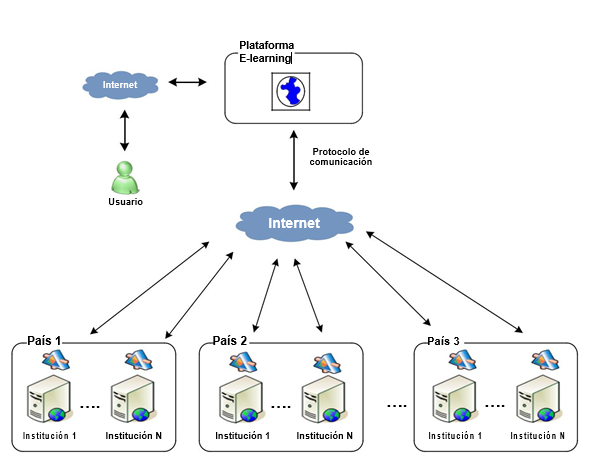 Plataforma
E-learning
Internet
Protocolo de
comunicación
Usuario
Internet
País 1
País 2
País 3
....
....
....
....
Institución 1
Institución N
Institución 1
Institución N
Institución 1
Institución N